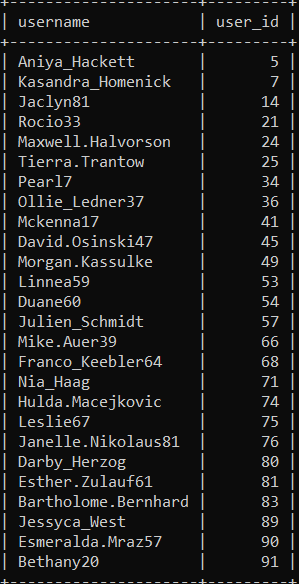 username user_id
Aniya_Hackett 5
Kasandra_Homenick 7
Jaclyn81 14
Rocio33 21
Maxwell.Halvorson 24
Tierra.Trantow 25
Pearl7 34
Ollie_Ledner37 36
Mckenna17 41
David.Osinski47 45
Morgan.Kassulke 49
Linnea59 53
Duane60 54
Julien_Schmidt 57
Mike.Auer39 66
Franco_Keebler64 68
Nia_Haag 71
Hulda.Macejkovic 74
Leslie67 75
Janelle.Nikolaus81 76
Darby_Herzog 80
Esther.Zulauf61 81
Bartholome.Bernhard 83
Jessyca_West 89
Esmeralda.Mraz57 90
Bethany20 91